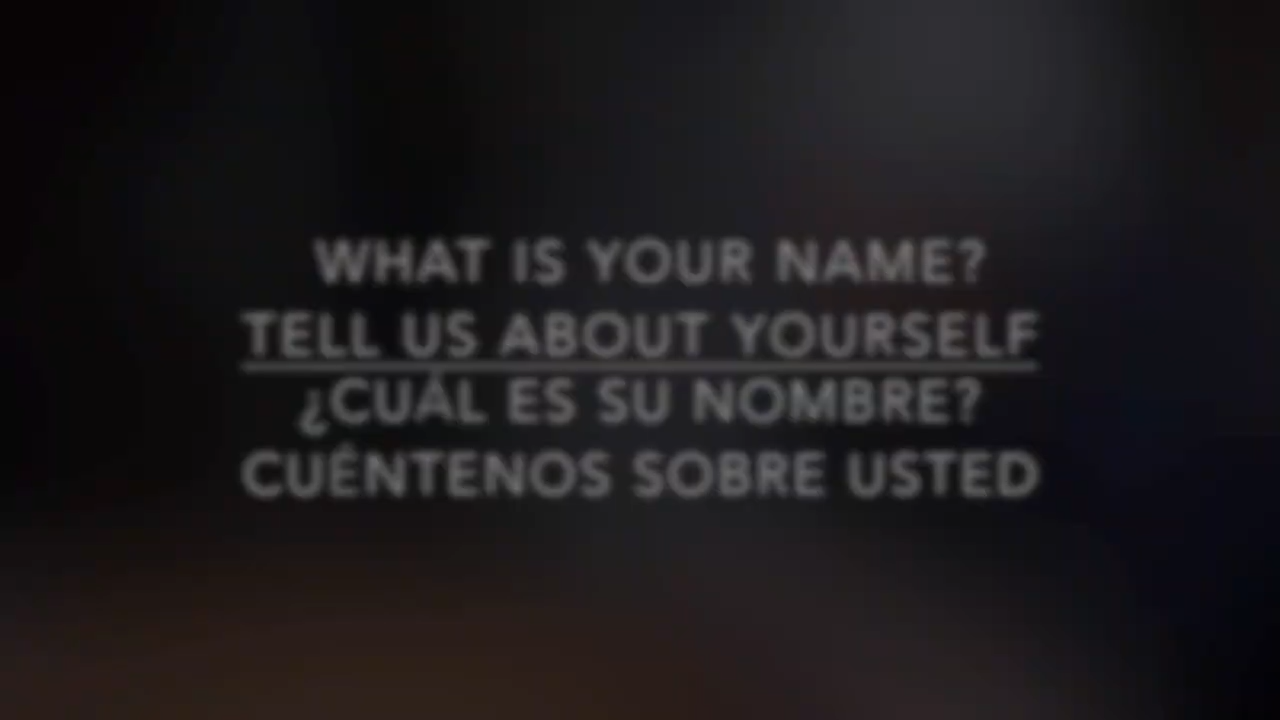 WHAT IS YOUR NAME?
TELL US ABOUT YOURSELF
¿CUÁL ES SU NOMBRE?
CUÉNTENOS SOBRE USTED